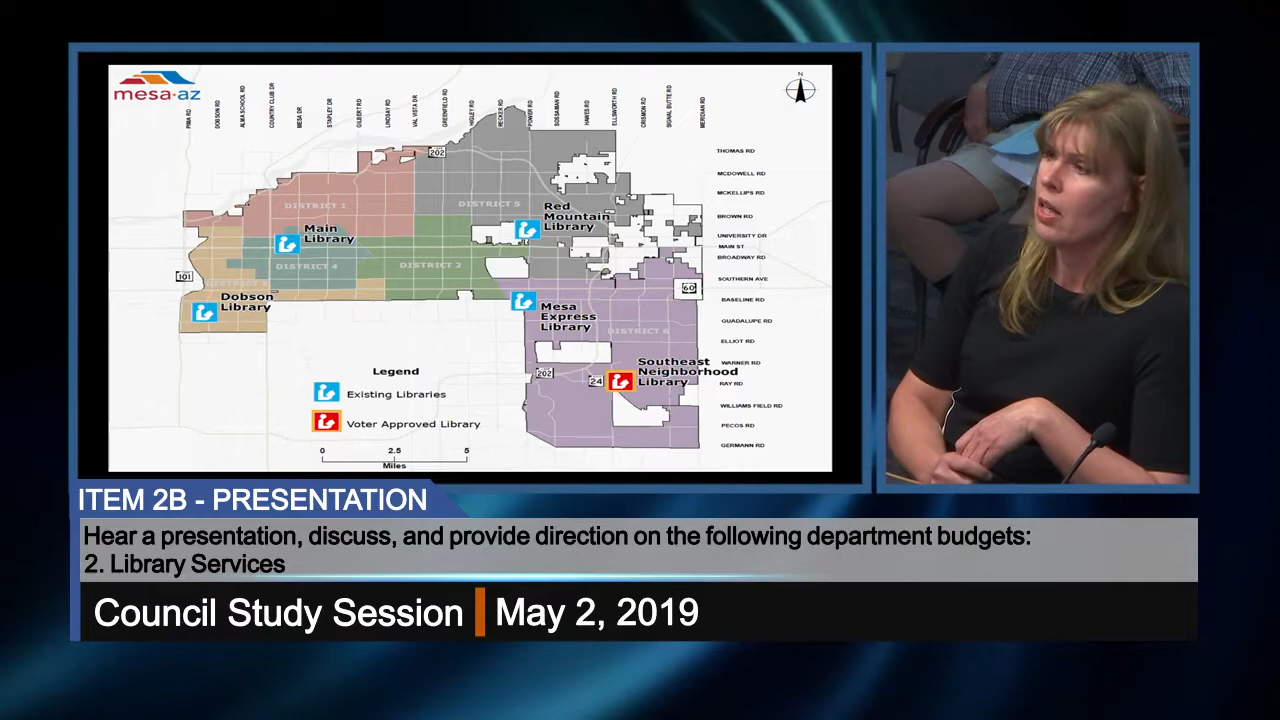 mesa·az
PIMA RD
DOBSON RD
ALMA SCHOOL RD
COUNTRY CLUB DR
MESA DR
STAPLEY DR
GILBERT RD
LINDSAY RD
VAL VISTA DR
GREENFIELD RD
HIGLEY RD
RECKER RD
POWER RD
SOSSAMAN RD
HAWES RD
ELLSWORTH RD
CRISMON RD
SIGNAL BUTTE RD
MERIDIAN RD
N
THOMAS RD
MCDOWELL RD
MCKELLIPS RD
BROWN RD
UNIVERSITY DR
MAIN ST
BROADWAY RD
SOUTHERN AVE
BASELINE RD
GUADALUPE RD
ELLIOT RD
WARNER RD
RAY RD
WILLIAMS FIELD RD
PECOS RD
GERMANN RD
202
DISTRICT 1
DISTRICT 5
Red
Mountain
Library
Main
Library
DISTRICT 4
DISTRICT 2
101
60
Dobson
Library
Mesa
Express
Library
DISTRICT 6
202
24
Southeast
Neighborhood
Library
Legend
Existing Libraries
Voter Approved Library
0 2.5 5
Miles
ITEM 2B - PRESENTATION
Hear a presentation, discuss, and provide direction on the following department budgets:
2. Library Services
Council Study Session
May 2, 2019